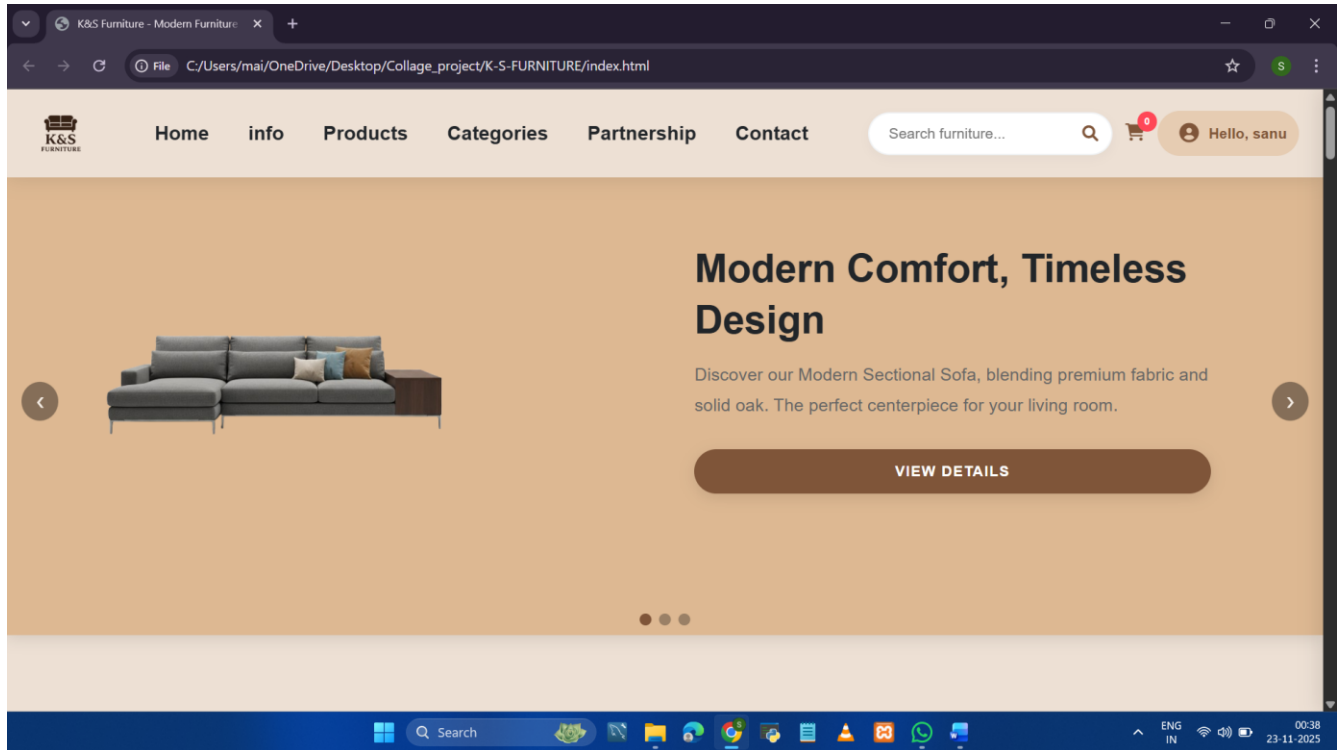 K&S Furniture - Modern Furniture
File C:/Users/mai/OneDrive/Desktop/Collage_project/K-S-FURNITURE/index.html
S
K&S
FURNITURE
Home info Products Categories Partnership Contact
Search furniture...
0
Hello, sanu
Modern Comfort, Timeless
Design
Discover our Modern Sectional Sofa, blending premium fabric and
solid oak. The perfect centerpiece for your living room.
VIEW DETAILS
Search
ENG
IN
00:38
23-11-2025